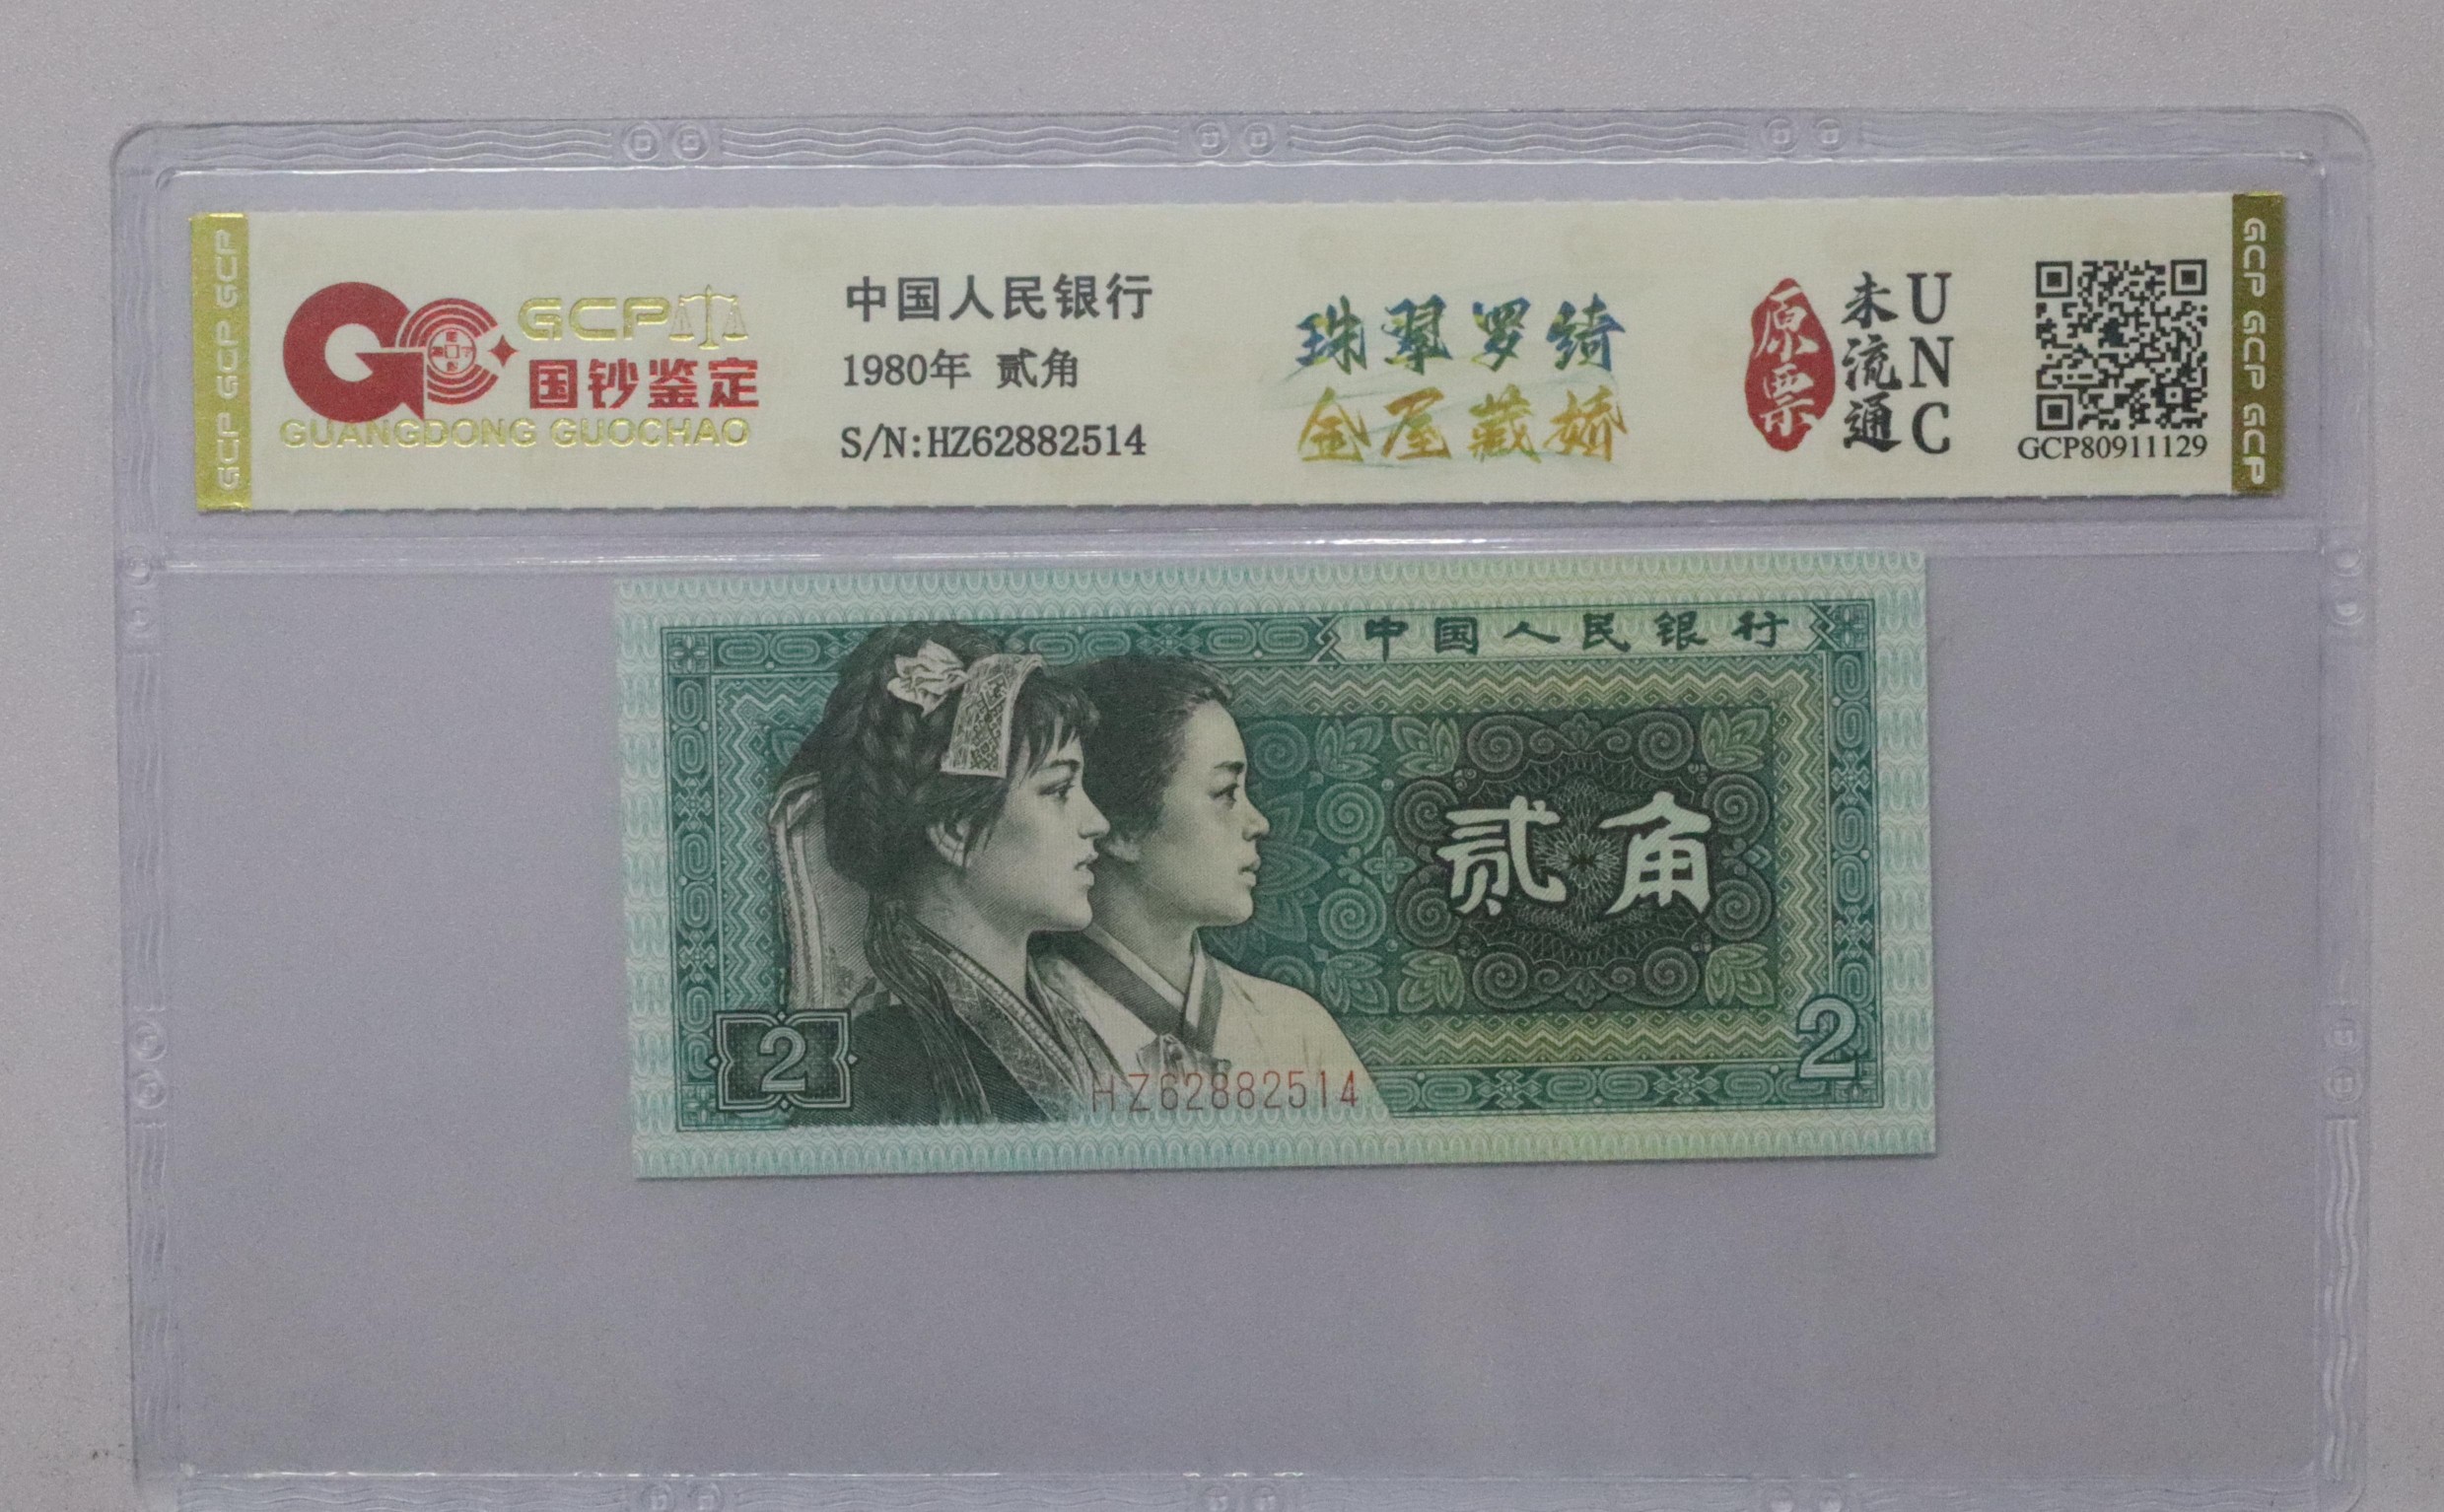 GCP GCP GCP GCP
GCP
国钞鉴定
GUANGDONG GUOCHAO
中国人民银行
1980年 贰角
S/N:HZ62882514
珠翠罗绮
金屋藏娇
原票
未流通
UNC
GCP80911129
GCP GCP GCP GCP
中国人民银行
贰角
2
2
HZ62882514